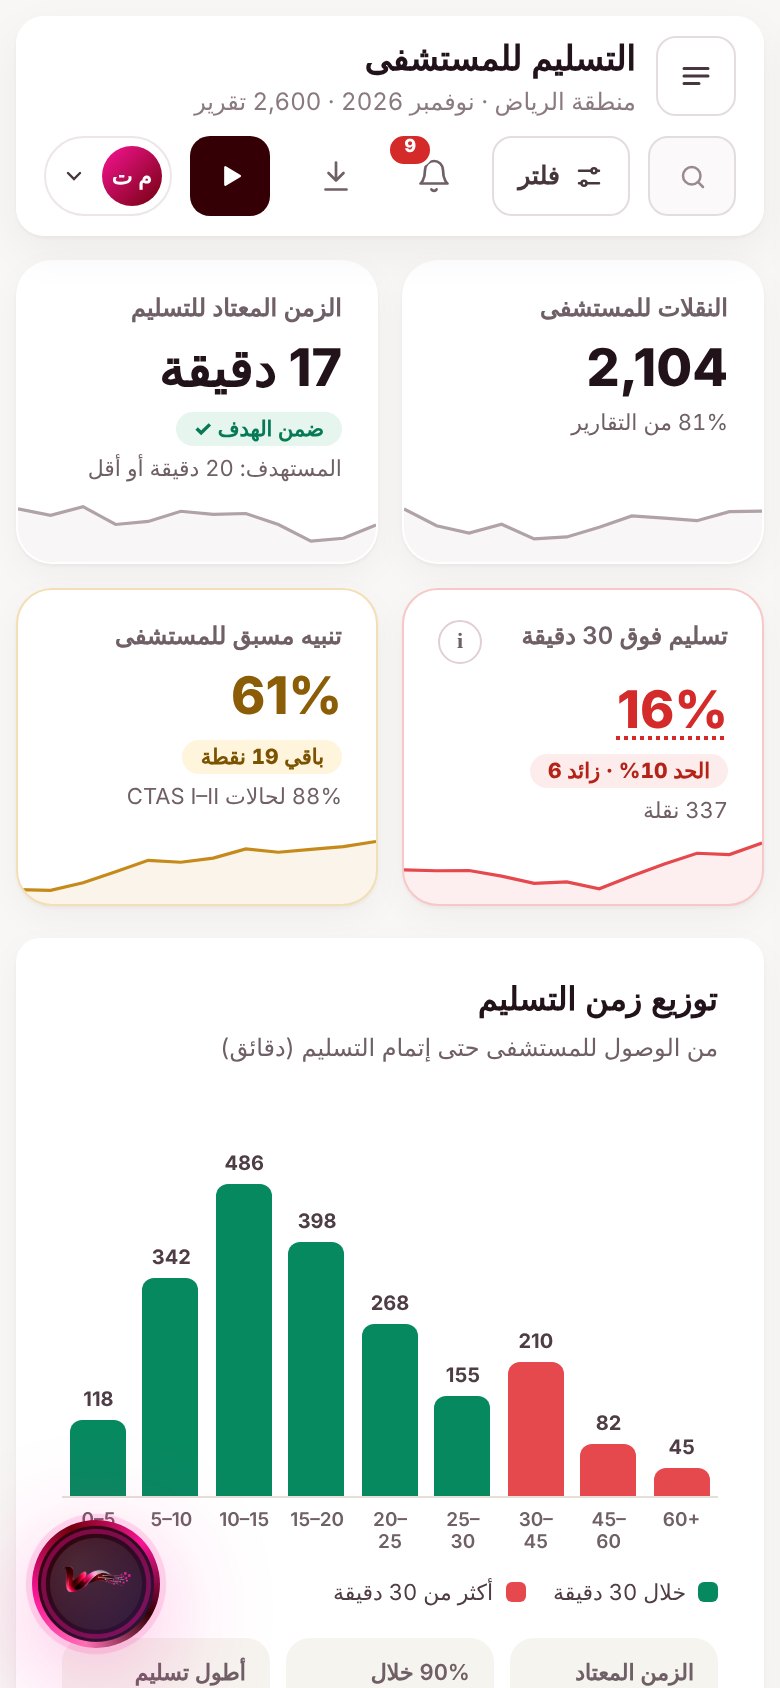 التسليم للمستشفى
منطقة الرياض · نوفمبر 2026 · 2,600 تقرير
فلتر
9
م ت
النقلات للمستشفى
2,104
81% من التقارير
الزمن المعتاد للتسليم
17 دقيقة
ضمن الهدف ✓
المستهدف: 20 دقيقة أو أقل
تسليم فوق 30 دقيقة
i
16%
الحد 10% · زائد 6
337 نقلة
تنبيه مسبق للمستشفى
61%
باقي 19 نقطة
88% لحالات CTAS I–II
توزيع زمن التسليم
من الوصول للمستشفى حتى إتمام التسليم (دقائق)
118 342 486 398 268 155 210 82 45
0–5 5–10 10–15 15–20 20–25 25–30 30–45 45–60 60+
خلال 30 دقيقة
أكثر من 30 دقيقة
الزمن المعتاد
90% خلال
أطول تسليم